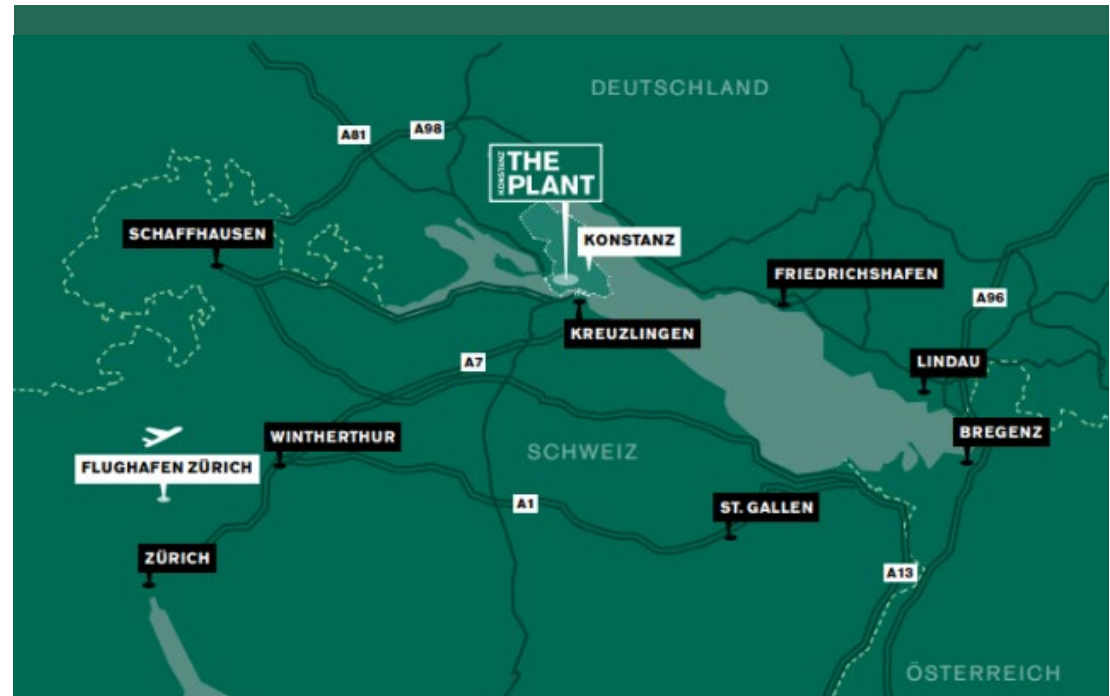 DEUTSCHLAND
A98
A81
KONSTANZ
THE
PLANT
SCHAFFHAUSEN
KONSTANZ
FRIEDRICHSHAFEN
A96
KREUZLINGEN
A7
LINDAU
WINTHERTHUR
BREGENZ
SCHWEIZ
FLUGHAFEN ZÜRICH
A1
ST. GALLEN
ZÜRICH
A13
ÖSTERREICH